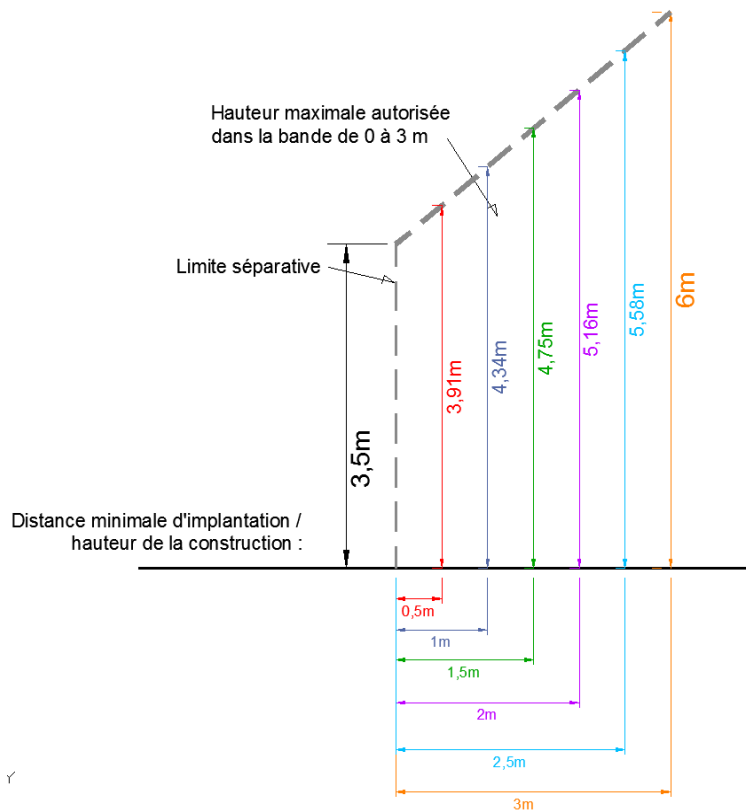 Hauteur maximale autorisée
dans la bande de 0 à 3 m
Limite séparative
3,5m
3,91m
4,34m
4,75m
5,16m
5,58m
6m
Distance minimale d'implantation /
hauteur de la construction :
0,5m
1m
1,5m
2m
2,5m
3m
Y